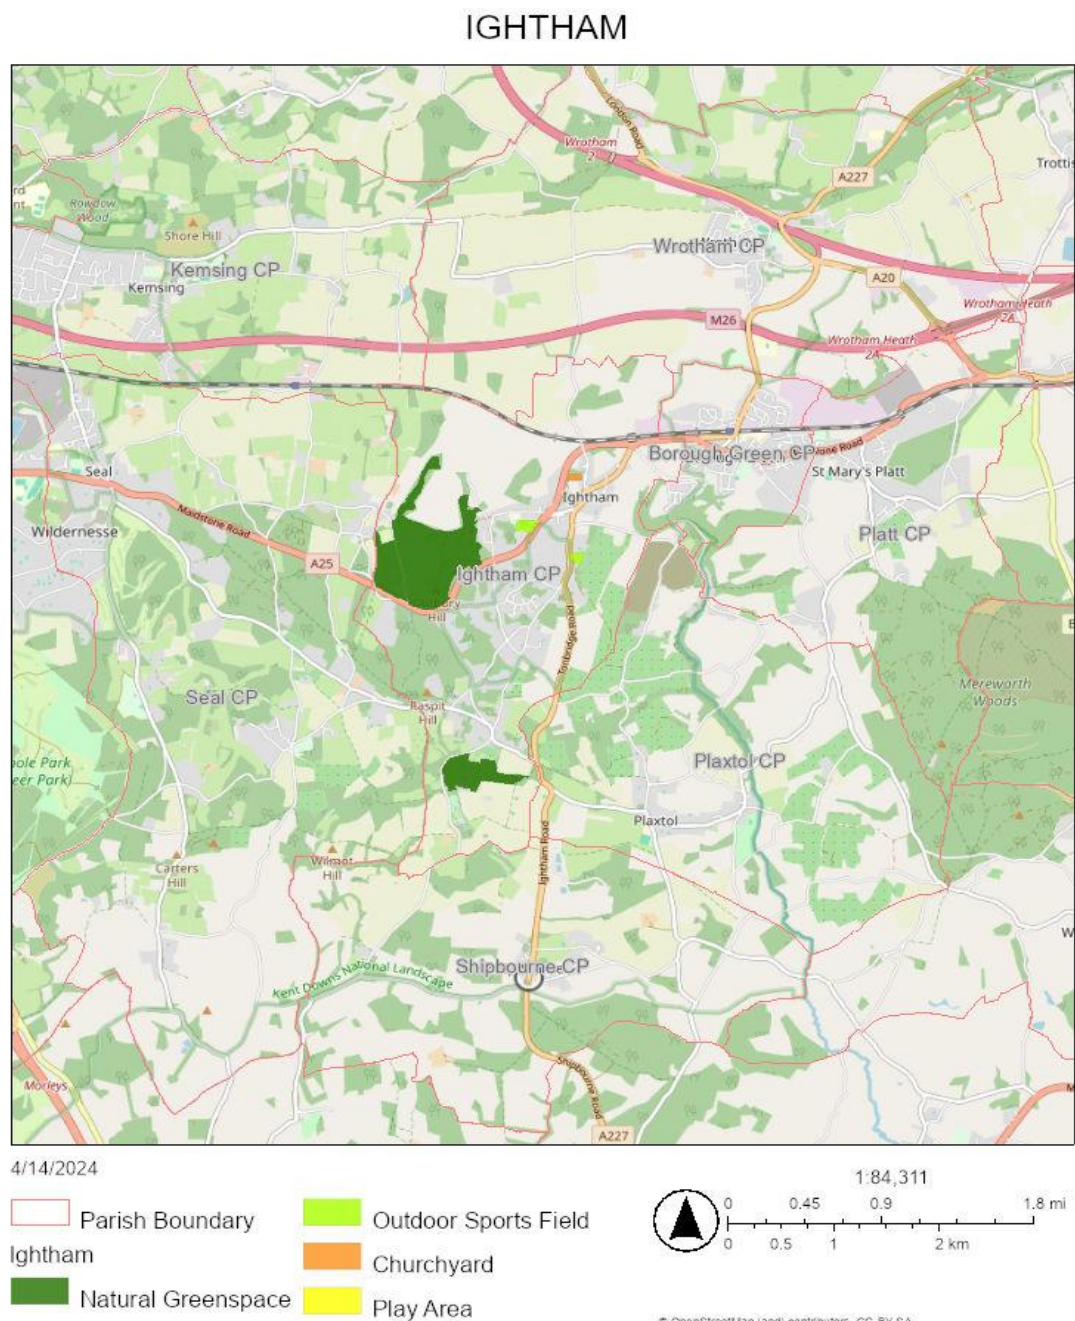 IGHTHAM
London Road
Wrotham
2
Trottis
A227
Rowdow
Wood
Shore Hill
Wrotham CP
Kemsing CP
Kemsing
A20
Wrotham Heath
2A
M26
Wrotham Heath
2A
Borough Green CP
Seal
St Mary's Platt
Ightham
Maidstone Road
Wildernesse
Platt CP
A25
Ightham CP
Hill
Tonbridge Road
Mereworth
Woods
Seal CP
Raspit
Hill
Plaxtol CP
Plaxtol
Ightham Road
Wilmot
Hill
Carters
Hill
Shipbourne CP
Kent Downs National Landscape
Shipbourne Road
Morleys
A227
4/14/2024
1:84,311
0 0.45 0.9 1.8 mi
0 0.5 1 2 km
Parish Boundary
Ightham
Natural Greenspace
Outdoor Sports Field
Churchyard
Play Area